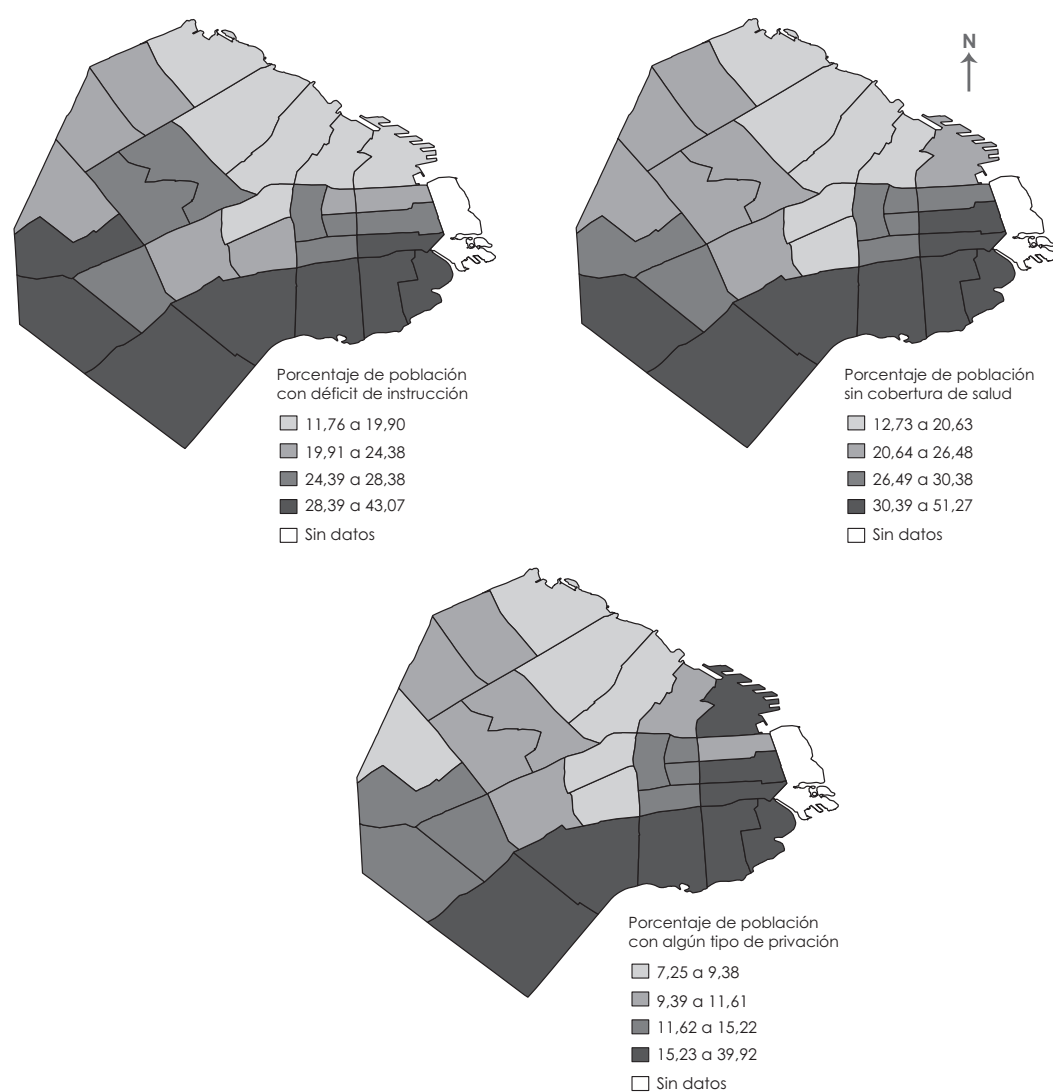 N
Porcentaje de población
con déficit de instrucción
11,76 a 19,90
19,91 a 24,38
24,39 a 28,38
28,39 a 43,07
Sin datos
Porcentaje de población
sin cobertura de salud
12,73 a 20,63
20,64 a 26,48
26,49 a 30,38
30,39 a 51,27
Sin datos
Porcentaje de población
con algún tipo de privación
7,25 a 9,38
9,39 a 11,61
11,62 a 15,22
15,23 a 39,92
Sin datos